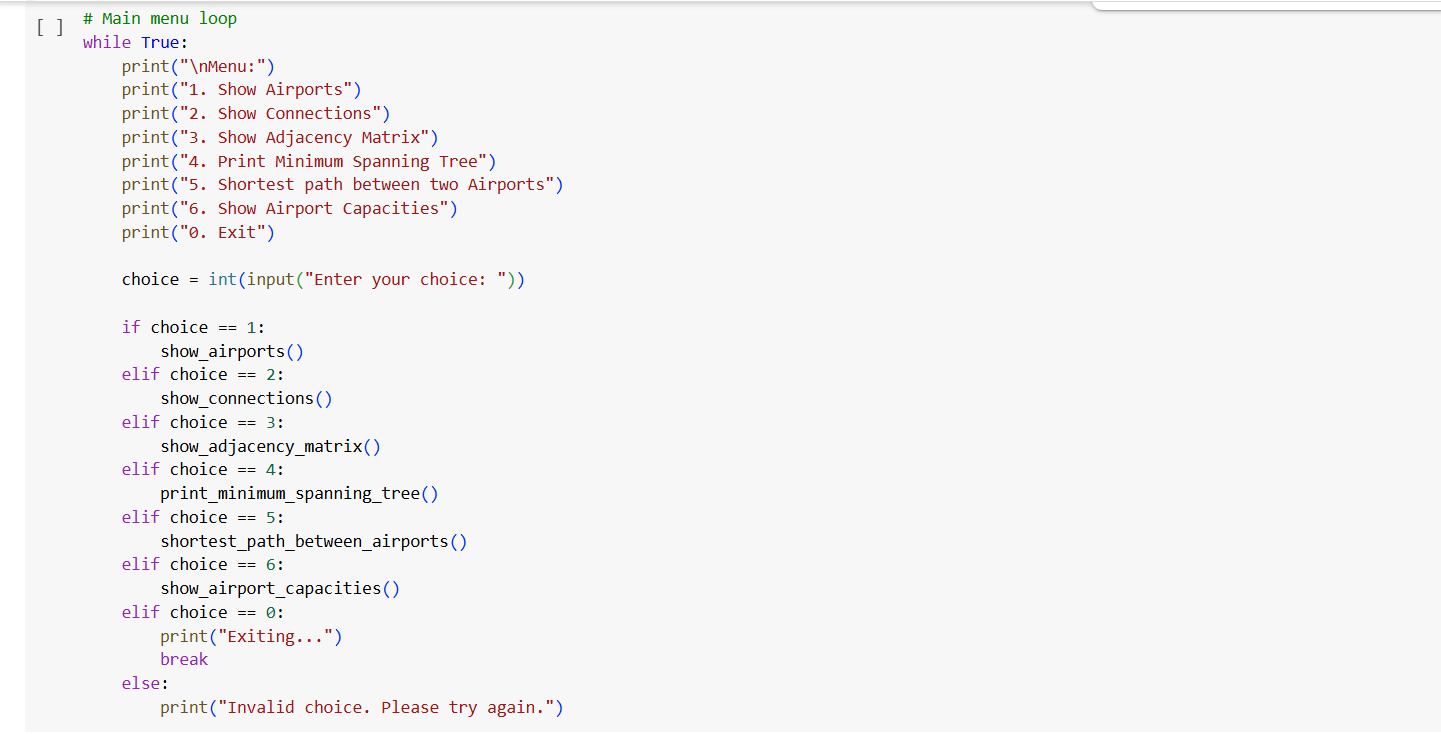 [ ]
# Main menu loop
while True:
    print("\nMenu:")
    print("1. Show Airports")
    print("2. Show Connections")
    print("3. Show Adjacency Matrix")
    print("4. Print Minimum Spanning Tree")
    print("5. Shortest path between two Airports")
    print("6. Show Airport Capacities")
    print("0. Exit")

    choice = int(input("Enter your choice: "))

    if choice == 1:
        show_airports()
    elif choice == 2:
        show_connections()
    elif choice == 3:
        show_adjacency_matrix()
    elif choice == 4:
        print_minimum_spanning_tree()
    elif choice == 5:
        shortest_path_between_airports()
    elif choice == 6:
        show_airport_capacities()
    elif choice == 0:
        print("Exiting...")
        break
    else:
        print("Invalid choice. Please try again.")